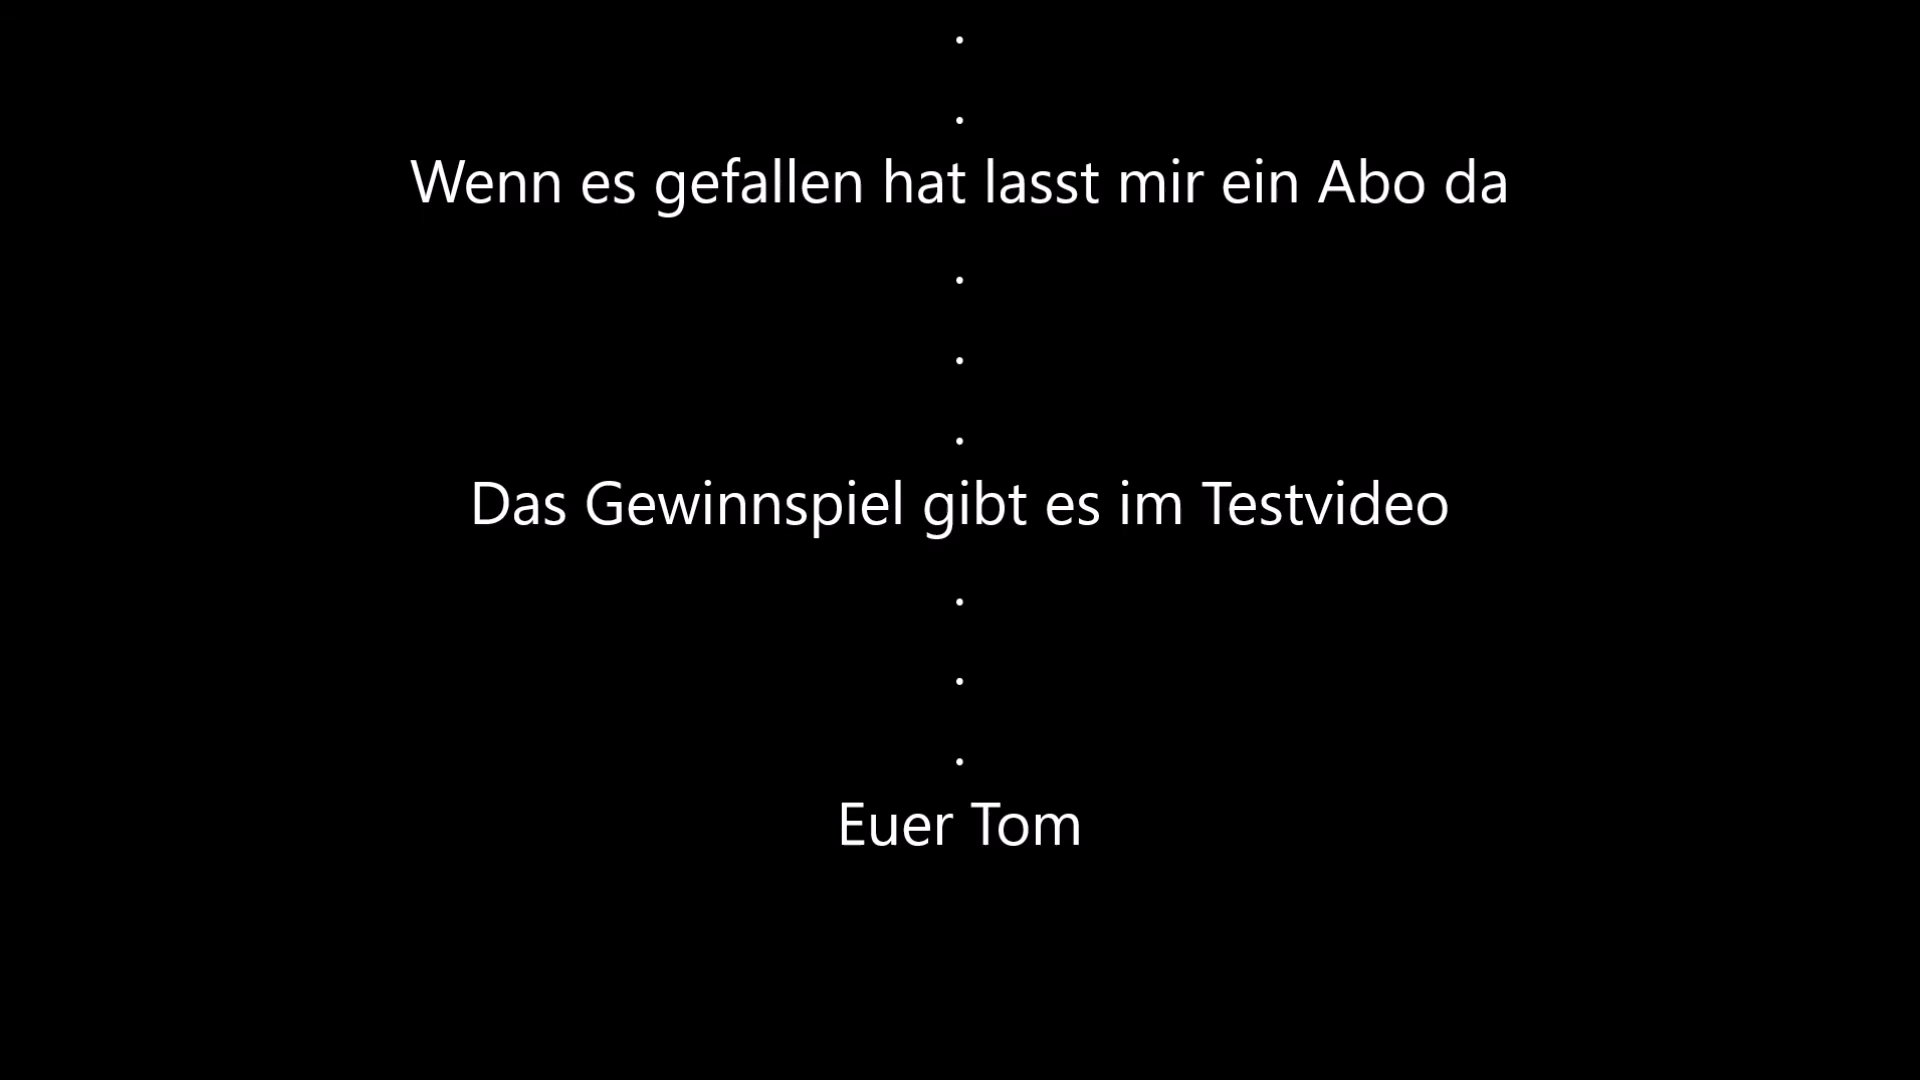 .
.
Wenn es gefallen hat lasst mir ein Abo da
.
.
.
Das Gewinnspiel gibt es im Testvideo
.
.
.
Euer Tom